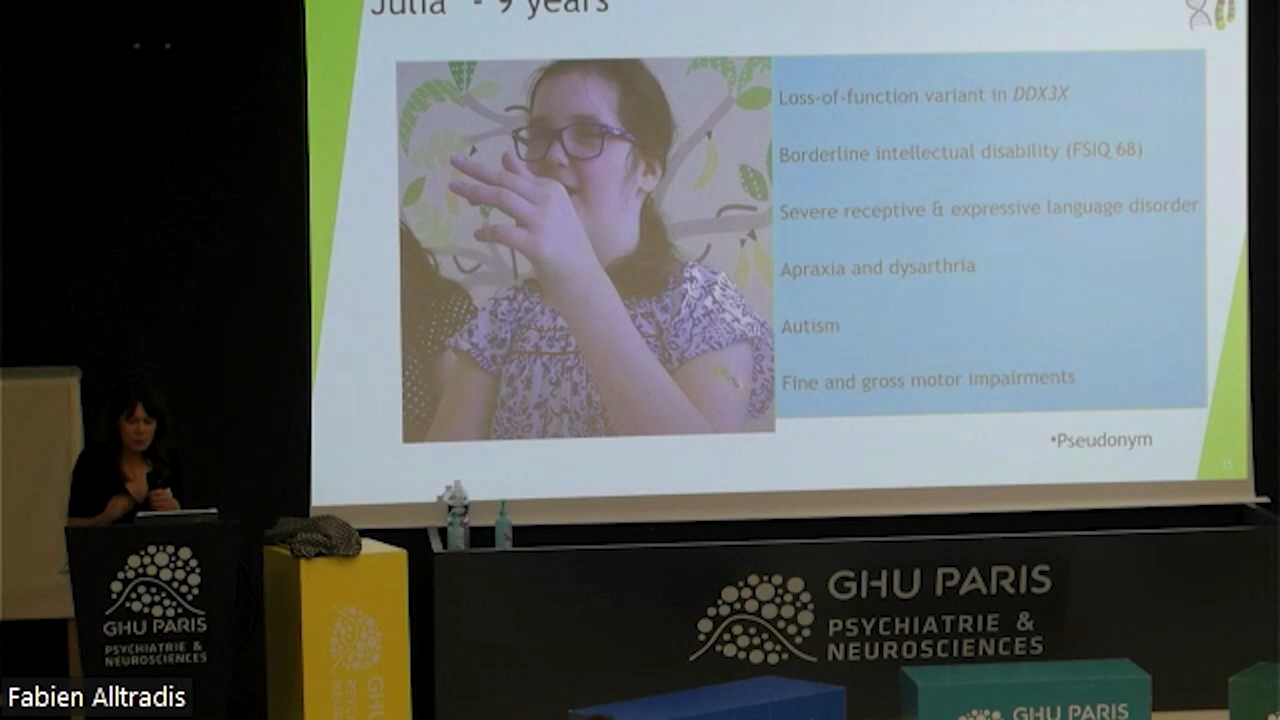 Julia - 9 years
Loss-of-function variant in DDX3X
Borderline intellectual disability (FSIQ 68)
Severe receptive & expressive language disorder
Apraxia and dysarthria
Autism
Fine and gross motor impairments
•Pseudonym
15
GHU PARIS
PSYCHIATRIE &
NEUROSCIENCES
GHU PARIS
PSYCHIATRIE &
NEUROSCIENCES
GHU PARIS
Fabien Alltradis